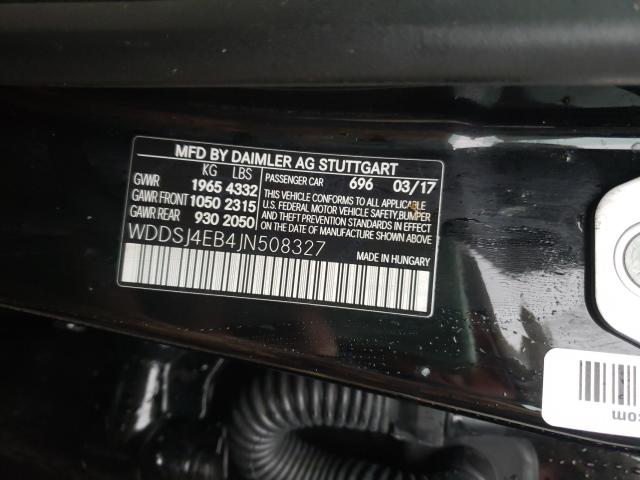 MFD BY DAIMLER AG STUTTGART
KG LBS
GVWR 1965 4332
GAWR FRONT 1050 2315
GAWR REAR 930 2050
PASSENGER CAR 696 03/17
THIS VEHICLE CONFORMS TO ALL APPLICABLE
U.S. FEDERAL MOTOR VEHICLE SAFETY, BUMPER
AND THEFT PREVENTION STANDARDS IN EFFECT
ON THE DATE OF MANUFACTURE
WDDSJ4EB4JN508327
MADE IN HUNGARY
.com